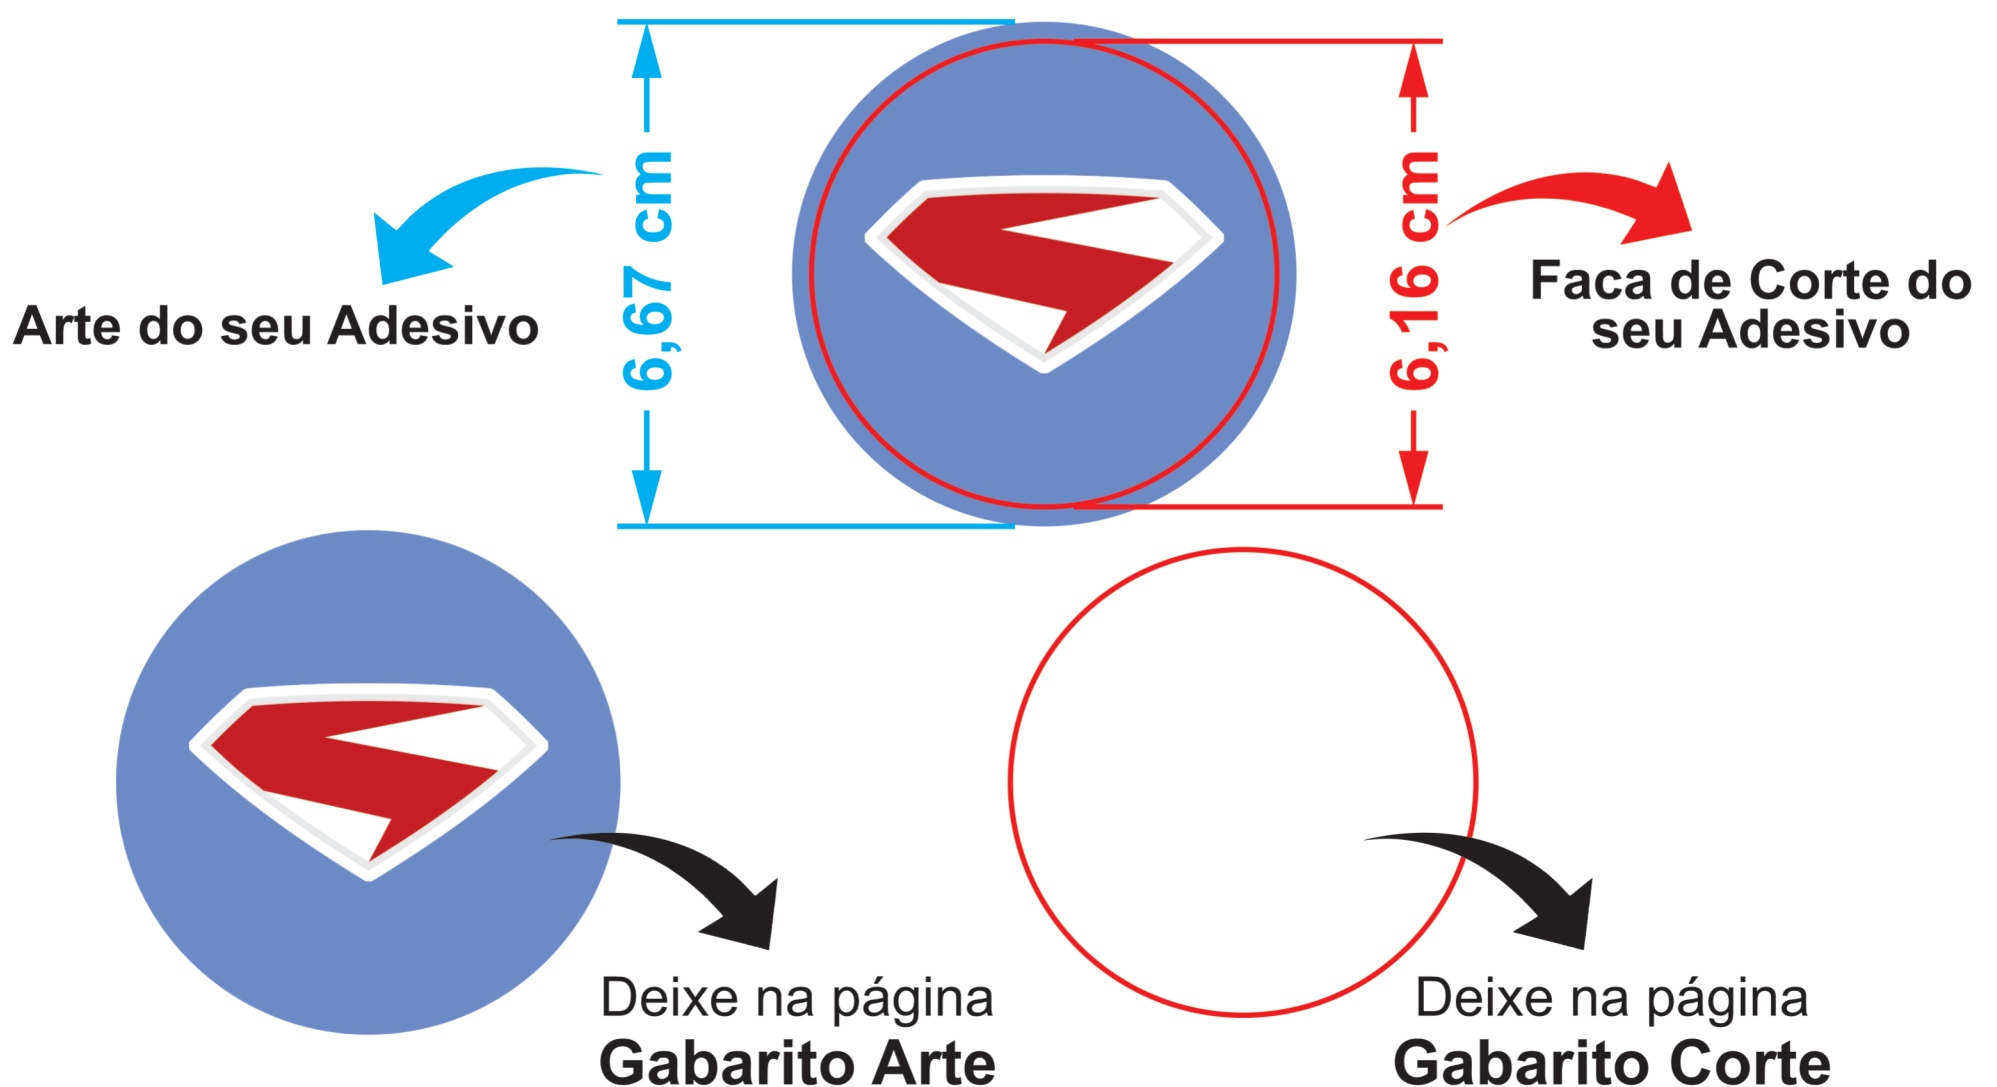 6,67 cm
6,16 cm
Arte do seu Adesivo
Faca de Corte do
seu Adesivo
Deixe na página
Gabarito Arte
Deixe na página
Gabarito Corte